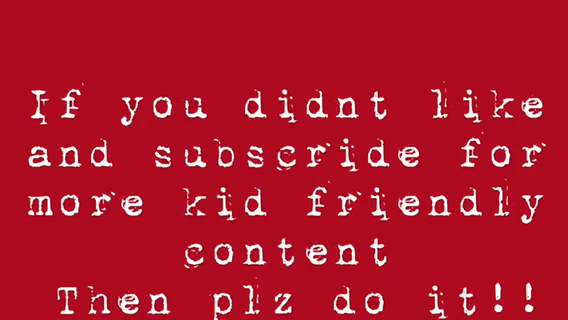 If you didnt like
and subscride for
more kid friendly
content
Then plz do it!!